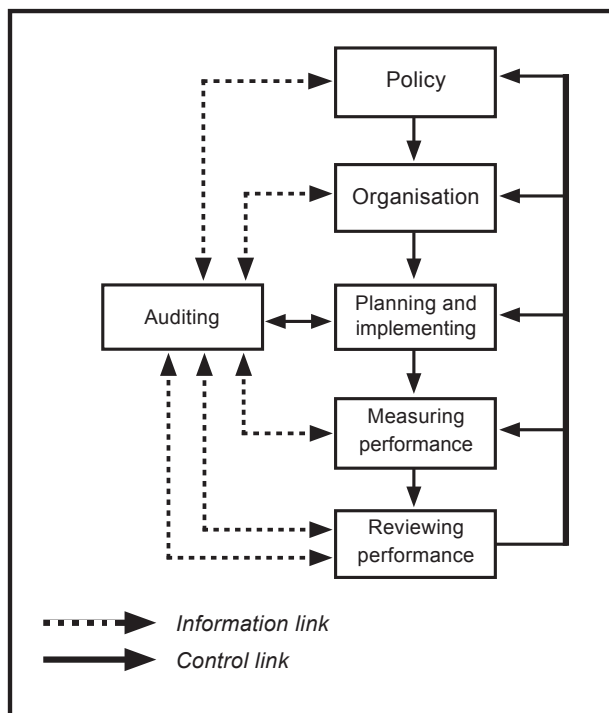 Policy
Organisation
Auditing
Planning and
implementing
Measuring
performance
Reviewing
performance
Information link
Control link